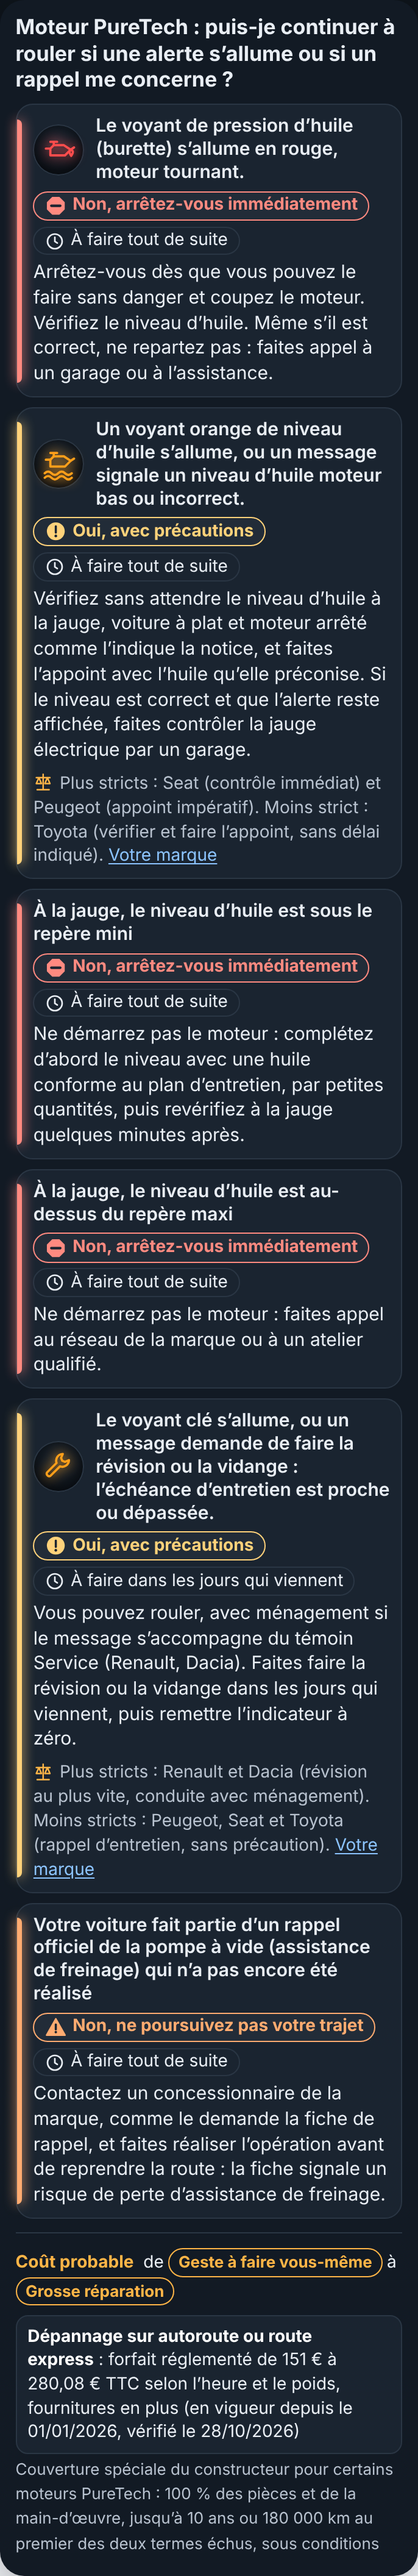 Moteur PureTech : puis-je continuer à
rouler si une alerte s’allume ou si un
rappel me concerne ?
Le voyant de pression d’huile
(burette) s’allume en rouge,
moteur tournant.
Non, arrêtez-vous immédiatement
À faire tout de suite
Arrêtez-vous dès que vous pouvez le
faire sans danger et coupez le moteur.
Vérifiez le niveau d’huile. Même s’il est
correct, ne repartez pas : faites appel à
un garage ou à l’assistance.
Un voyant orange de niveau
d’huile s’allume, ou un message
signale un niveau d’huile moteur
bas ou incorrect.
Oui, avec précautions
À faire tout de suite
Vérifiez sans attendre le niveau d’huile à
la jauge, voiture à plat et moteur arrêté
comme l’indique la notice, et faites
l’appoint avec l’huile qu’elle préconise. Si
le niveau est correct et que l’alerte reste
affichée, faites contrôler la jauge
électrique par un garage.
Plus stricts : Seat (contrôle immédiat) et
Peugeot (appoint impératif). Moins strict :
Toyota (vérifier et faire l’appoint, sans délai
indiqué). Votre marque
À la jauge, le niveau d’huile est sous le
repère mini
Non, arrêtez-vous immédiatement
À faire tout de suite
Ne démarrez pas le moteur : complétez
d’abord le niveau avec une huile
conforme au plan d’entretien, par petites
quantités, puis revérifiez à la jauge
quelques minutes après.
À la jauge, le niveau d’huile est au-
dessus du repère maxi
Non, arrêtez-vous immédiatement
À faire tout de suite
Ne démarrez pas le moteur : faites appel
au réseau de la marque ou à un atelier
qualifié.
Le voyant clé s’allume, ou un
message demande de faire la
révision ou la vidange :
l’échéance d’entretien est proche
ou dépassée.
Oui, avec précautions
À faire dans les jours qui viennent
Vous pouvez rouler, avec ménagement si
le message s’accompagne du témoin
Service (Renault, Dacia). Faites faire la
révision ou la vidange dans les jours qui
viennent, puis remettre l’indicateur à
zéro.
Plus stricts : Renault et Dacia (révision
au plus vite, conduite avec ménagement).
Moins stricts : Peugeot, Seat et Toyota
(rappel d’entretien, sans précaution). Votre
marque
Votre voiture fait partie d’un rappel
officiel de la pompe à vide (assistance
de freinage) qui n’a pas encore été
réalisé
Non, ne poursuivez pas votre trajet
À faire tout de suite
Contactez un concessionnaire de la
marque, comme le demande la fiche de
rappel, et faites réaliser l’opération avant
de reprendre la route : la fiche signale un
risque de perte d’assistance de freinage.
Coût probable de Geste à faire vous-même à
Grosse réparation
Dépannage sur autoroute ou route
express : forfait réglementé de 151 € à
280,08 € TTC selon l’heure et le poids,
fournitures en plus (en vigueur depuis le
01/01/2026, vérifié le 28/10/2026)
Couverture spéciale du constructeur pour certains
moteurs PureTech : 100 % des pièces et de la
main-d’œuvre, jusqu’à 10 ans ou 180 000 km au
premier des deux termes échus, sous conditions